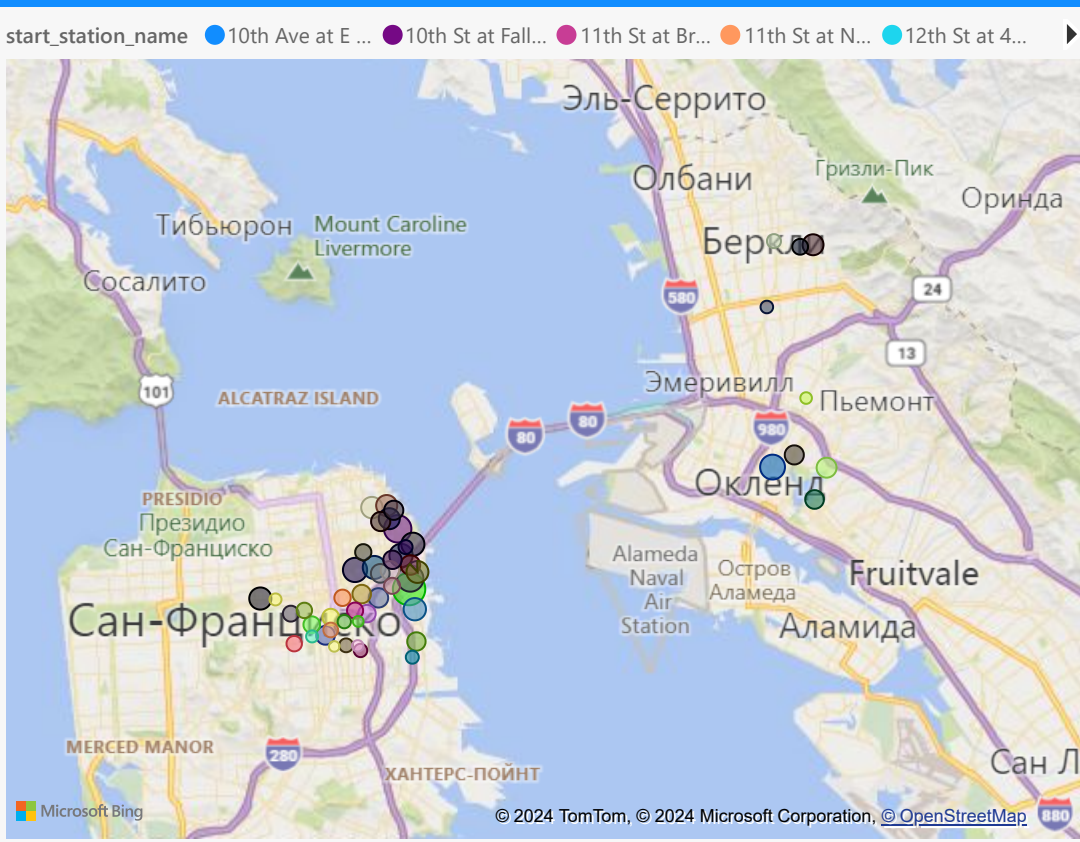 start_station_name 10th Ave at E ... 10th St at Fall... 11th St at Br... 11th St at N... 12th St at 4...
Эль-Серрито
Олбани
Гризли-Пик
Оринда
Тибьюрон
Mount Caroline
Livermore
Беркли
Сосалито
580
24
13
Эмеривилл
101
ALCATRAZ ISLAND
Пьемонт
80
80
980
Окленд
PRESIDIO
Президио
Сан-Франциско
Alameda
Naval
Air
Station
Остров
Аламеда
Fruitvale
Сан-Франциско
Аламида
MERCED MANOR
280
ХАНТЕРС-ПОЙНТ
Сан Л
Microsoft Bing
© 2024 TomTom, © 2024 Microsoft Corporation, © OpenStreetMap
880